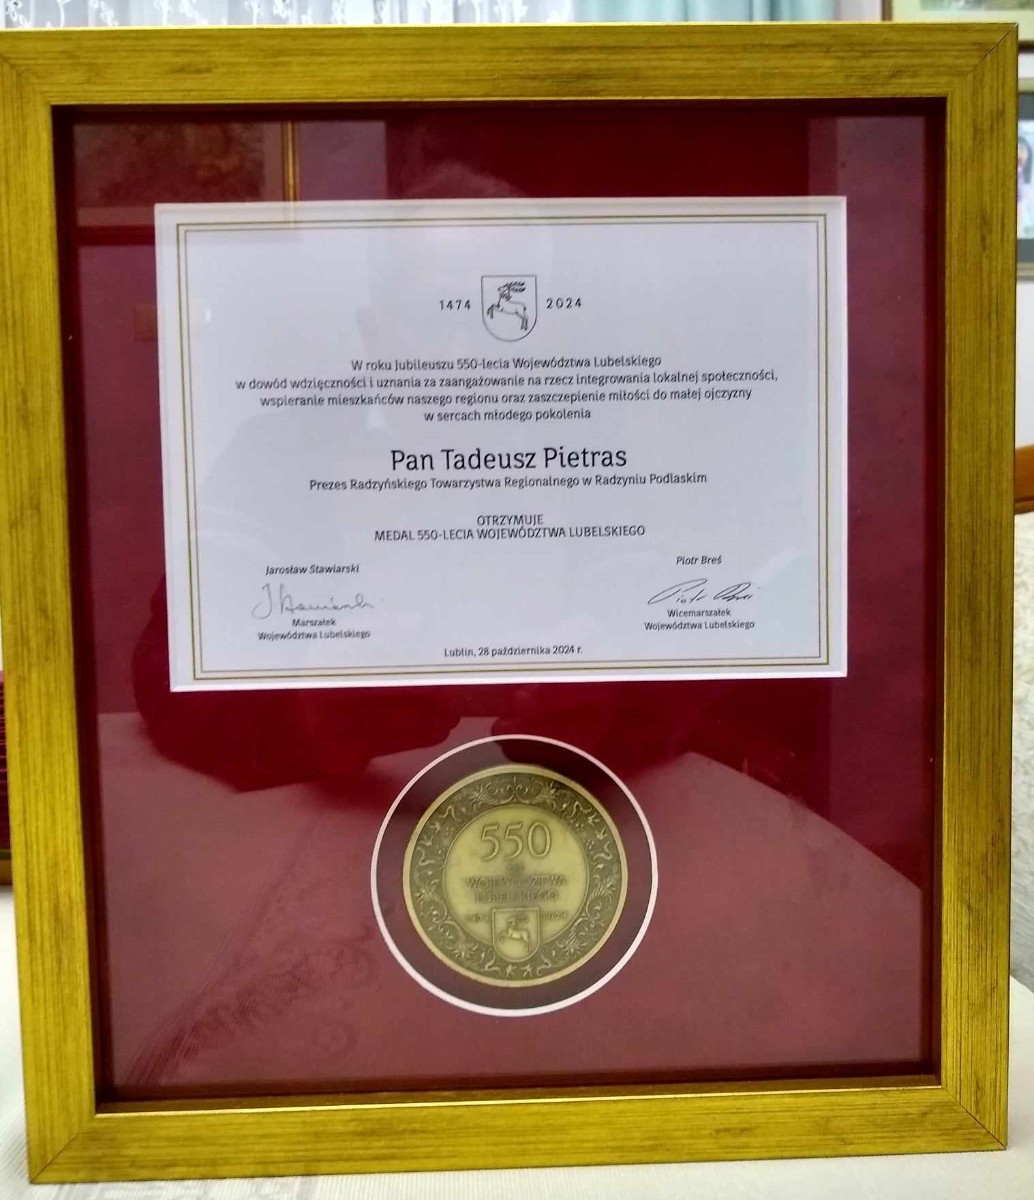 1474 2024
W roku Jubileuszu 550-lecia Województwa Lubelskiego
w dowód wdzięczności i uznania za zaangażowanie na rzecz integrowania lokalnej społeczności,
wspieranie mieszkańców naszego regionu oraz zaszczepienie miłości do małej ojczyzny
w sercach młodego pokolenia
Pan Tadeusz Pietras
Prezes Radzyńskiego Towarzystwa Regionalnego w Radzyniu Podlaskim
OTRZYMUJE
MEDAL 550-LECIA WOJEWÓDZTWA LUBELSKIEGO
Jarosław Stawiarski
Marszałek
Województwa Lubelskiego
Piotr Breś
Wicemarszałek
Województwa Lubelskiego
Lublin, 28 października 2024 r.
550
WOJEWÓDZTWA
LUBELSKIEGO
1474 2024